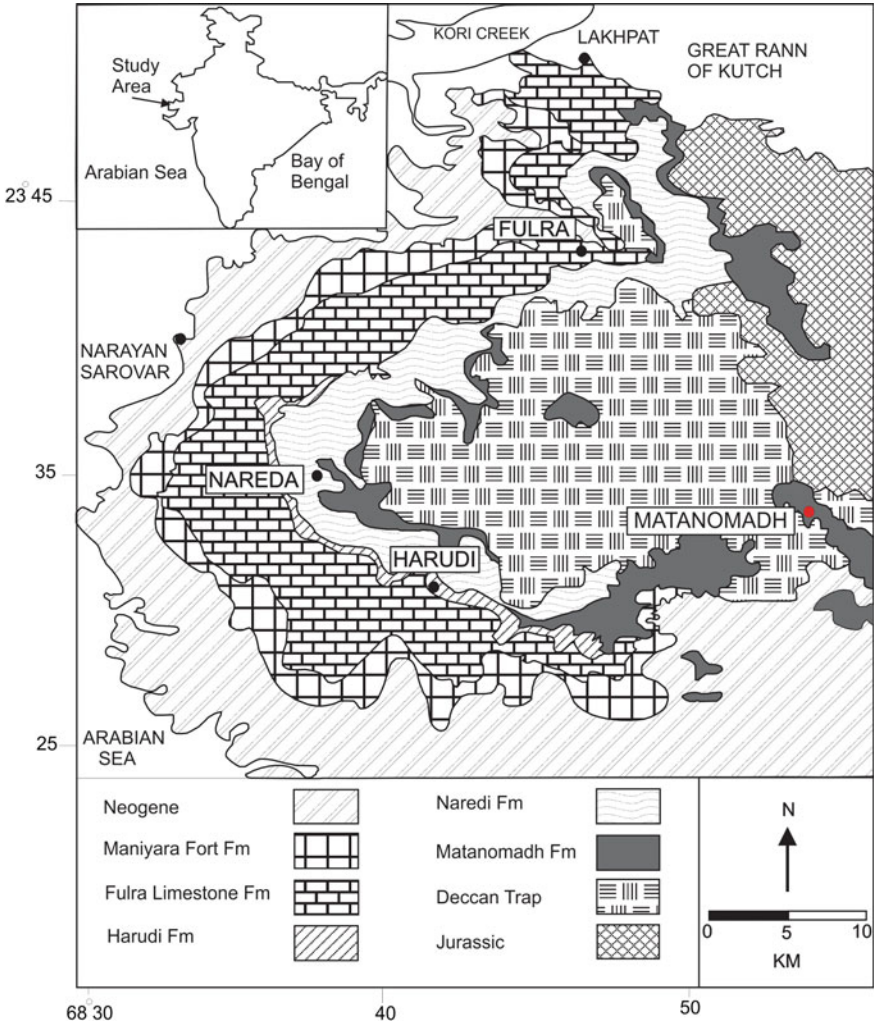 KORI CREEK
LAKHPAT
GREAT RANN
OF KUTCH
Study
Area
Arabian Sea
Bay of
Bengal
23 45
FULRA
NARAYAN
SAROVAR
35
NAREDA
MATANOMADH
HARUDI
25
ARABIAN
SEA
Neogene
Maniyara Fort Fm
Fulra Limestone Fm
Harudi Fm
Naredi Fm
Matanomadh Fm
Deccan Trap
Jurassic
N
0 5 10
KM
68 30 40 50